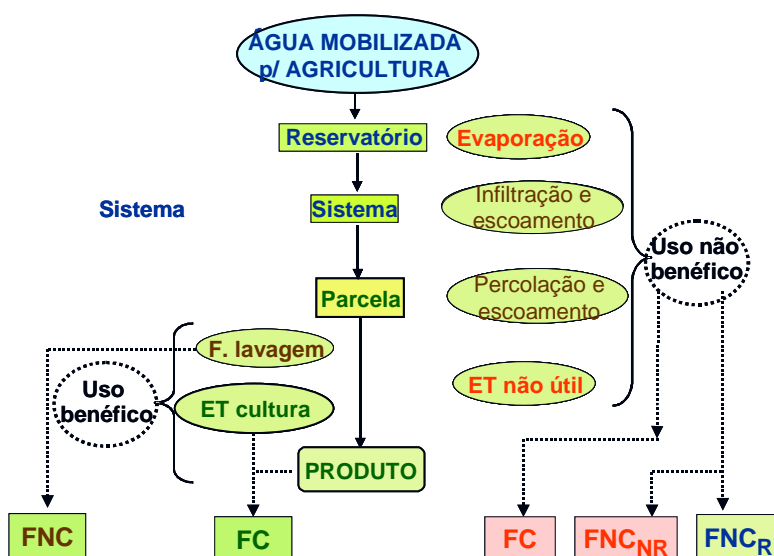 ÁGUA MOBILIZADA
p/ AGRICULTURA
Reservatório
Evaporação
Sistema
Sistema
Infiltração e
escoamento
Uso não
benéfico
Parcela
Percolação e
escoamento
F. lavagem
Uso
benéfico
ET cultura
ET não útil
PRODUTO
FNC
FC
FC
FNCNR
FNCR